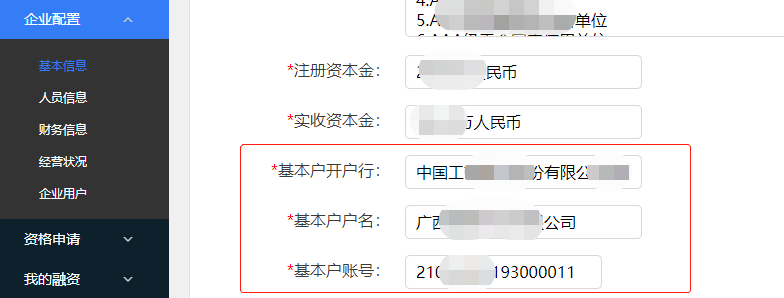 企业配置
基本信息
人员信息
财务信息
经营状况
企业用户
资格申请
我的融资
5.A 单位
*注册资本金: 民币
*实收资本金: 万人民币
*基本户开户行: 中国工 份有限公
*基本户户名: 广西 公司
*基本户账号: 210 193000011